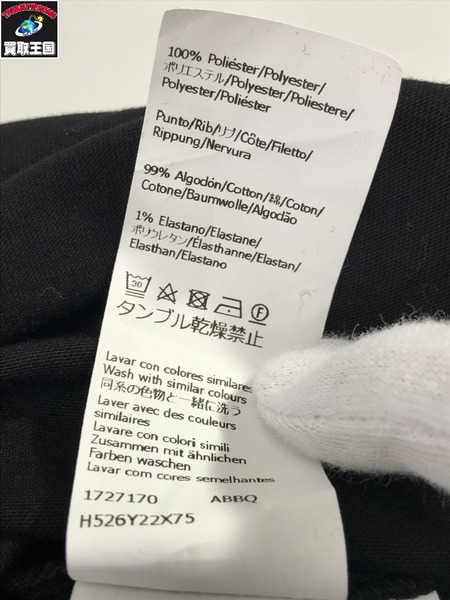 TREASURE KINGDOM
買取王国
100% Poliéster/Polyester/
ポリエステル/Polyester/Poliestere/
Polyester/Poliéster
Punto/Rib/リブ/Côte/Filetto/
Rippung/Nervura
99% Algodón/Cotton/綿/Coton/
Cotone/Baumwolle/Algodão
1% Elastano/Elastane/
ポリウレタン/Élasthanne/Elastan/
Elasthan/Elastano
30 F
タンブル乾燥禁止
Lavar con colores similares
Wash with similar colours
同系の色物と一緒に洗う
Laver avec des couleurs
similaires
Lavare con colori simili
Zusammen mit ähnlichen
Farben waschen
Lavar com cores semelhantes
1727170 ABBQ
H526Y22X75